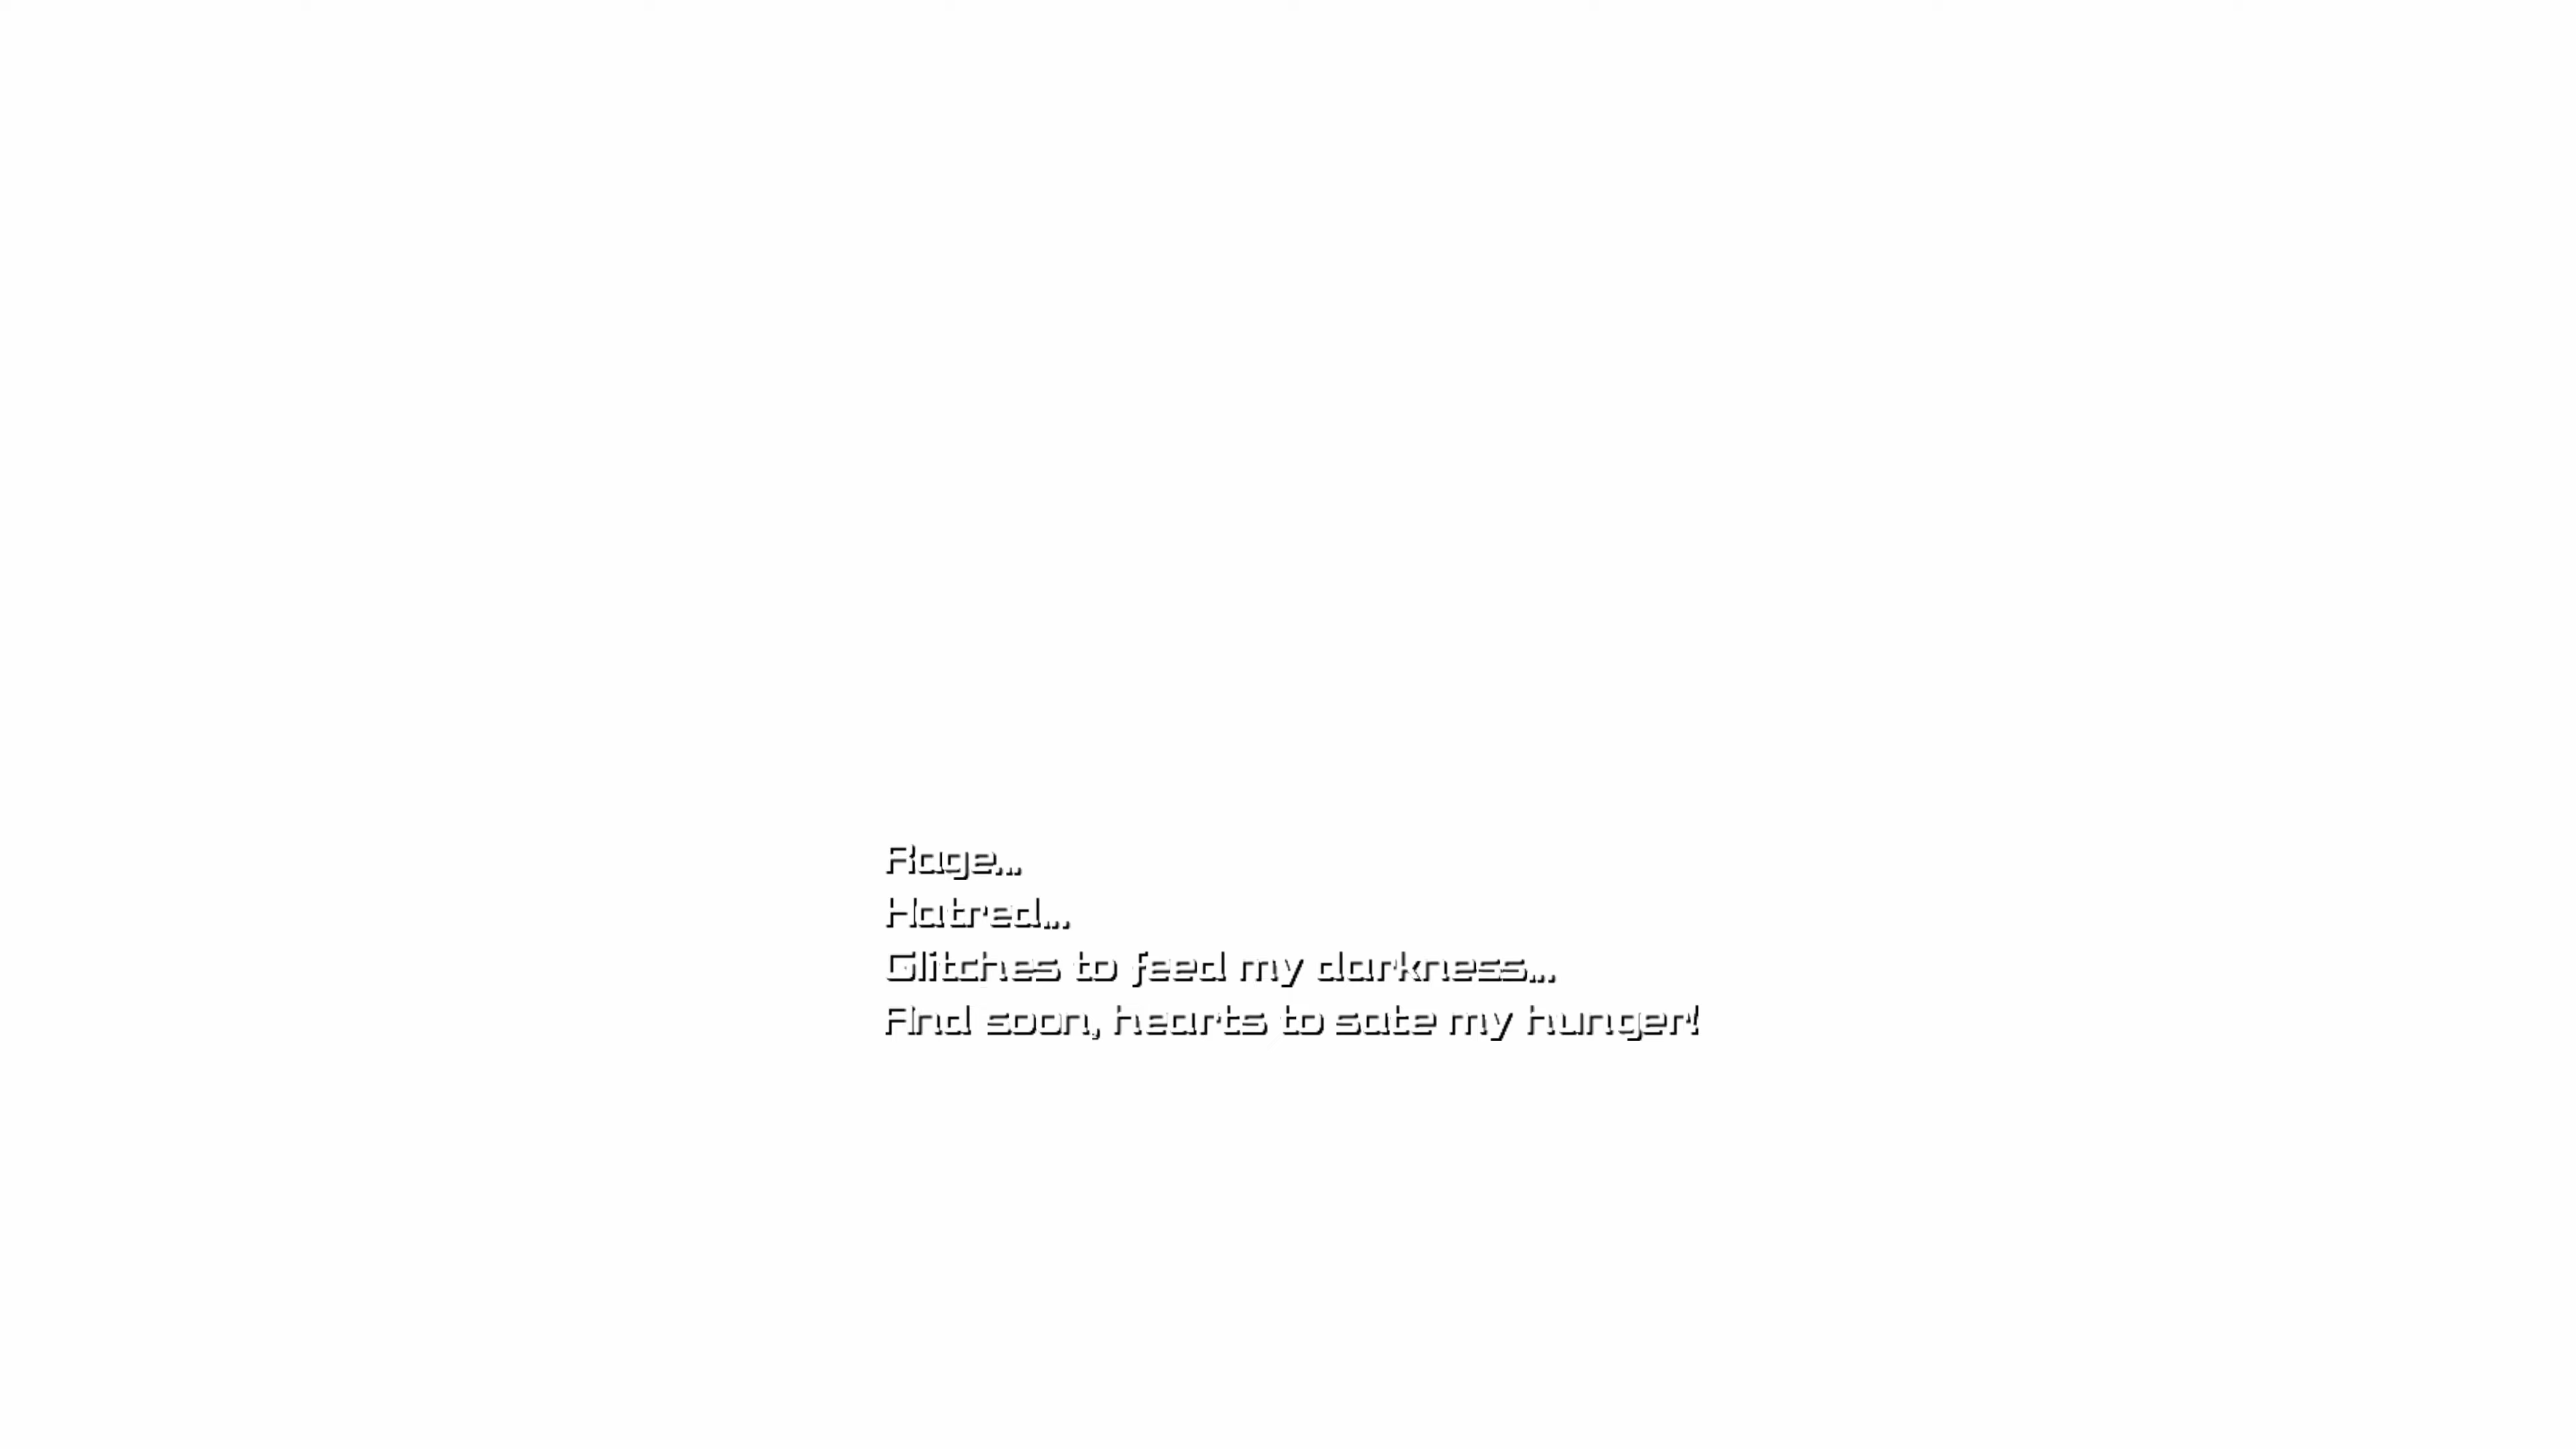 Rage...
Hatred...
Glitches to feed my darkness...
And soon, hearts to sate my hunger!